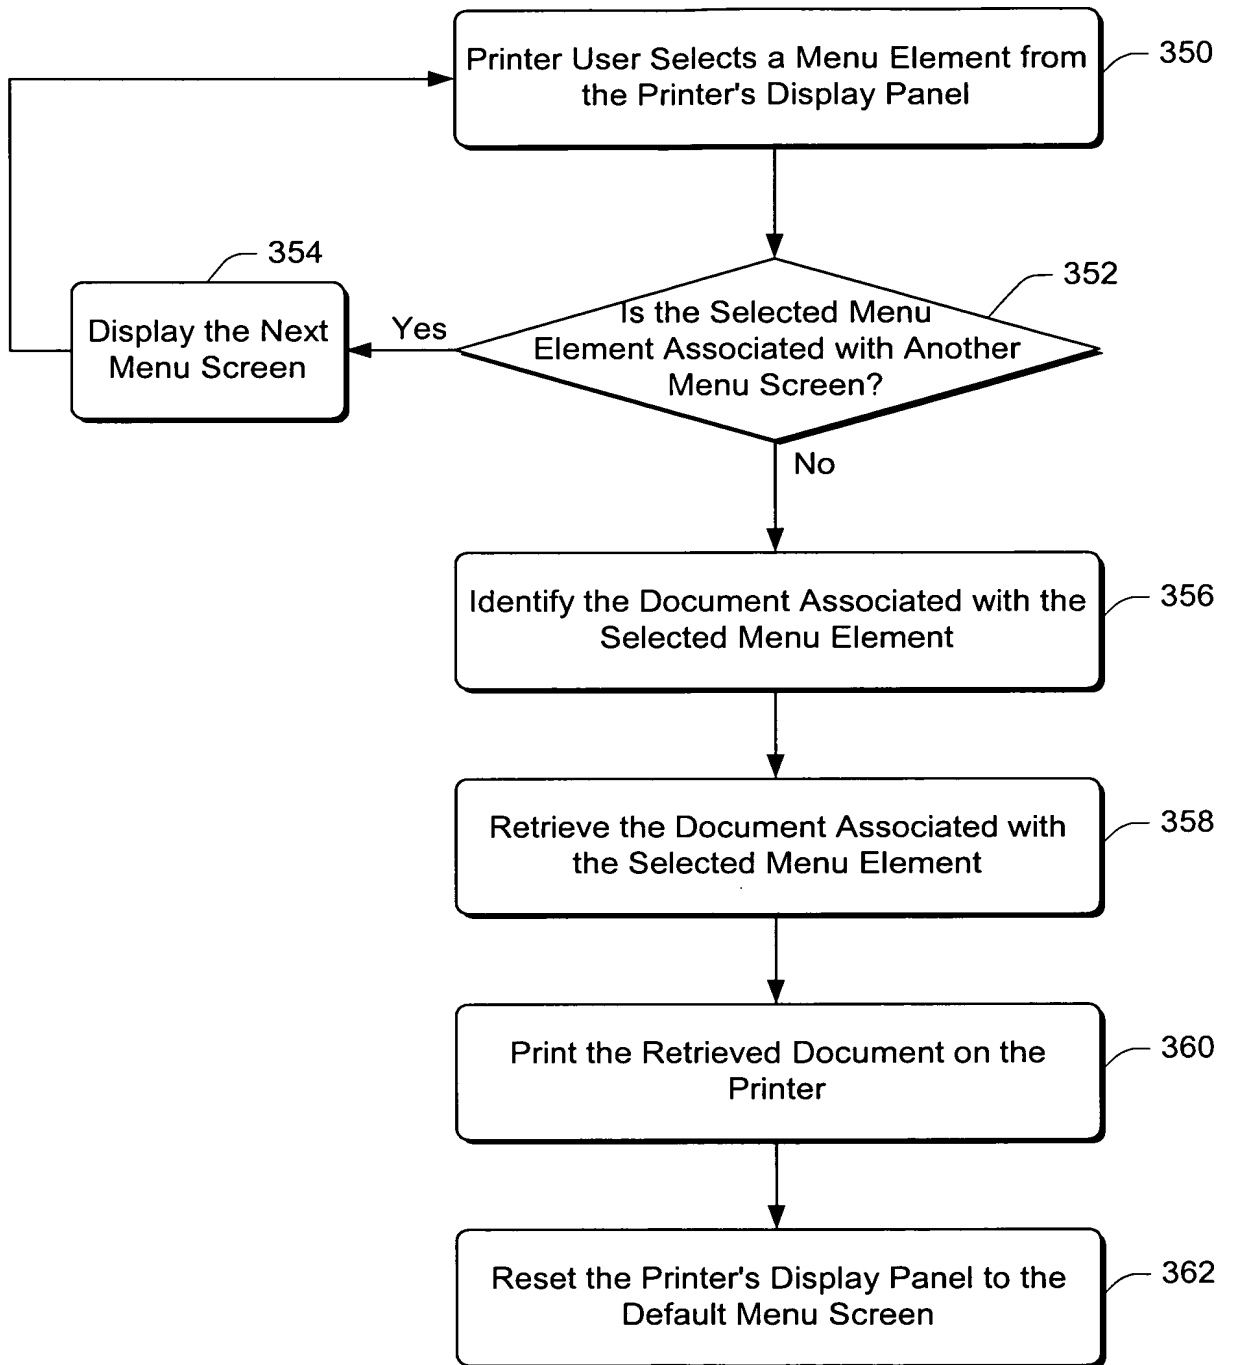 Printer User Selects a Menu Element from
the Printer's Display Panel
350
354
352
Display the Next
Menu Screen
Yes
Is the Selected Menu
Element Associated with Another
Menu Screen?
No
Identify the Document Associated with the
Selected Menu Element
356
Retrieve the Document Associated with
the Selected Menu Element
358
Print the Retrieved Document on the
Printer
360
Reset the Printer's Display Panel to the
Default Menu Screen
362